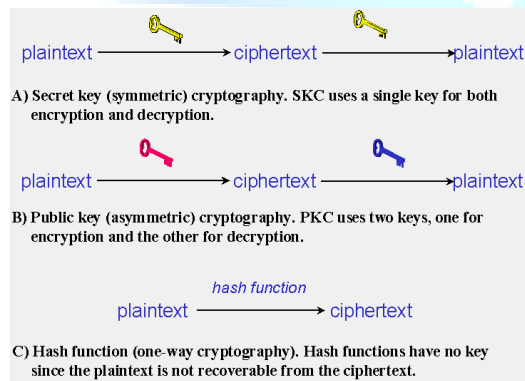 plaintext ciphertext plaintext
A) Secret key (symmetric) cryptography. SKC uses a single key for both
encryption and decryption.
plaintext ciphertext plaintext
B) Public key (asymmetric) cryptography. PKC uses two keys, one for
encryption and the other for decryption.
hash function
plaintext ciphertext
C) Hash function (one-way cryptography). Hash functions have no key
since the plaintext is not recoverable from the ciphertext.